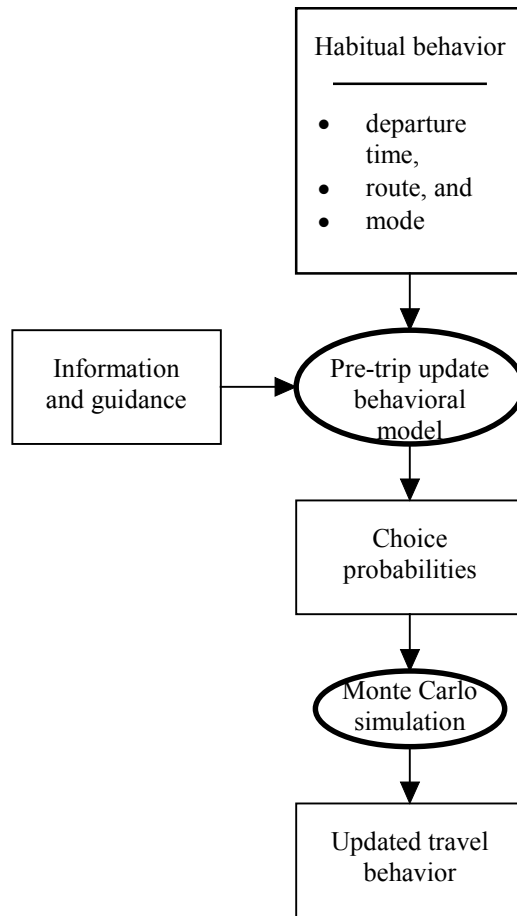 Habitual behavior
• departure
time,
• route, and
• mode
Information
and guidance
Pre-trip update
behavioral
model
Choice
probabilities
Monte Carlo
simulation
Updated travel
behavior